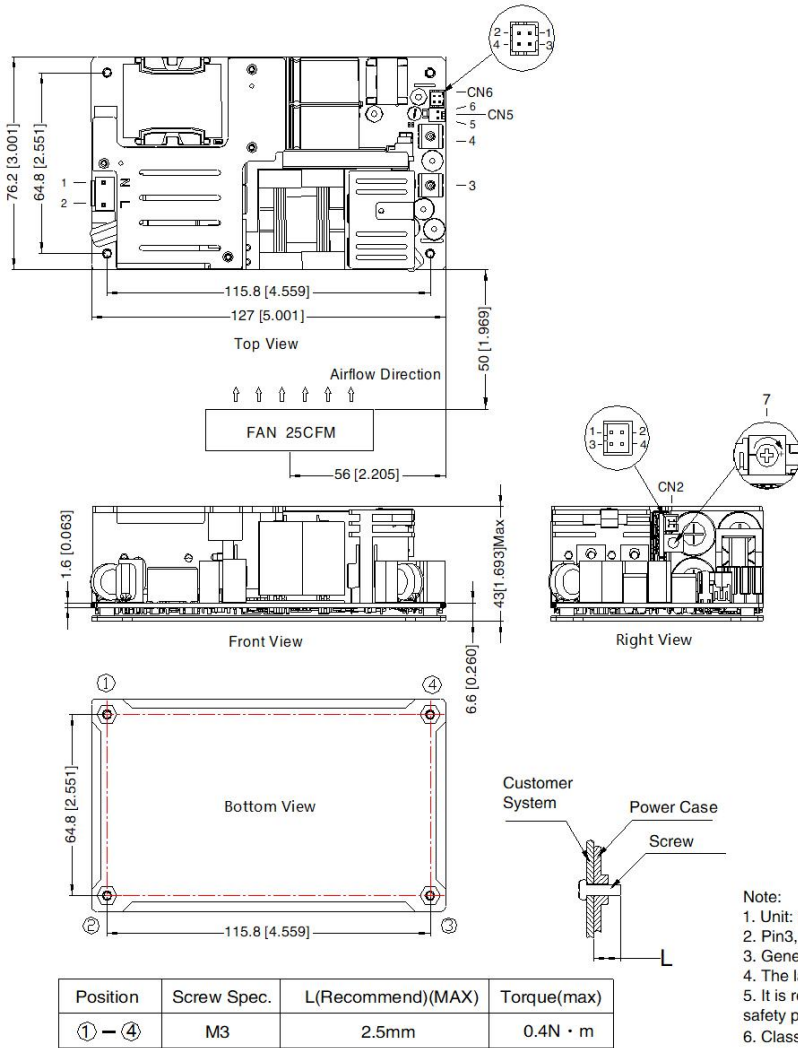 2 1
4 3
CN6
6
CN5
5
4
3
76.2 [3.001]
64.8 [2.551]
1
2
N
L
115.8 [4.559]
127 [5.001]
Top View
50 [1.969]
Airflow Direction
FAN 25CFM
56 [2.205]
1 2
3 4
7
CN2
1.6 [0.063]
43[1.693]Max
6.6 [0.260]
Front View
Right View
① ④
64.8 [2.551]
Bottom View
② ③
115.8 [4.559]
Customer
System
Power Case
Screw
L
Note:
1. Unit:
2. Pin3,
3. Gene
4. The la
5. It is re
safety p
6. Class
Position Screw Spec. L(Recommend)(MAX) Torque(max)
①－④ M3 2.5mm 0.4N・m